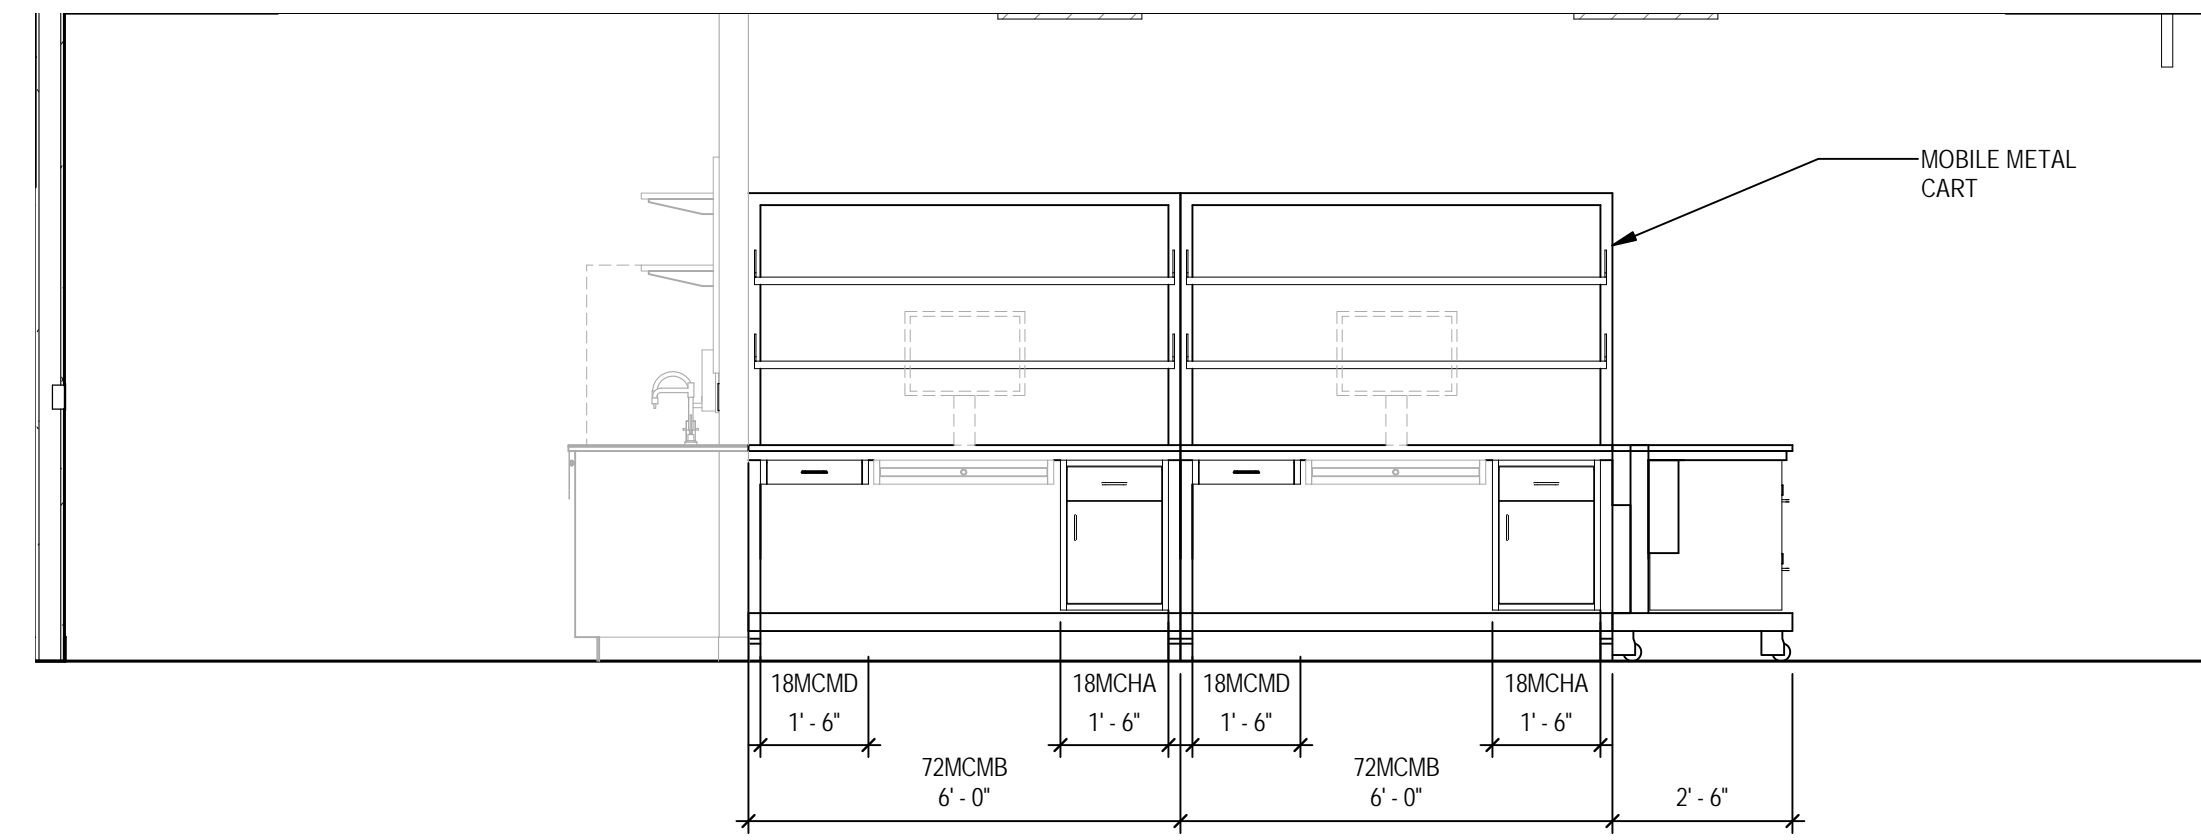 MOBILE METAL
CART
18MCMD
18MCHA
18MCMD
18MCHA
1' - 6"
1' - 6"
1' - 6"
1' - 6"
72MCMB
72MCMB
6' - 0"
6' - 0"
2' - 6"